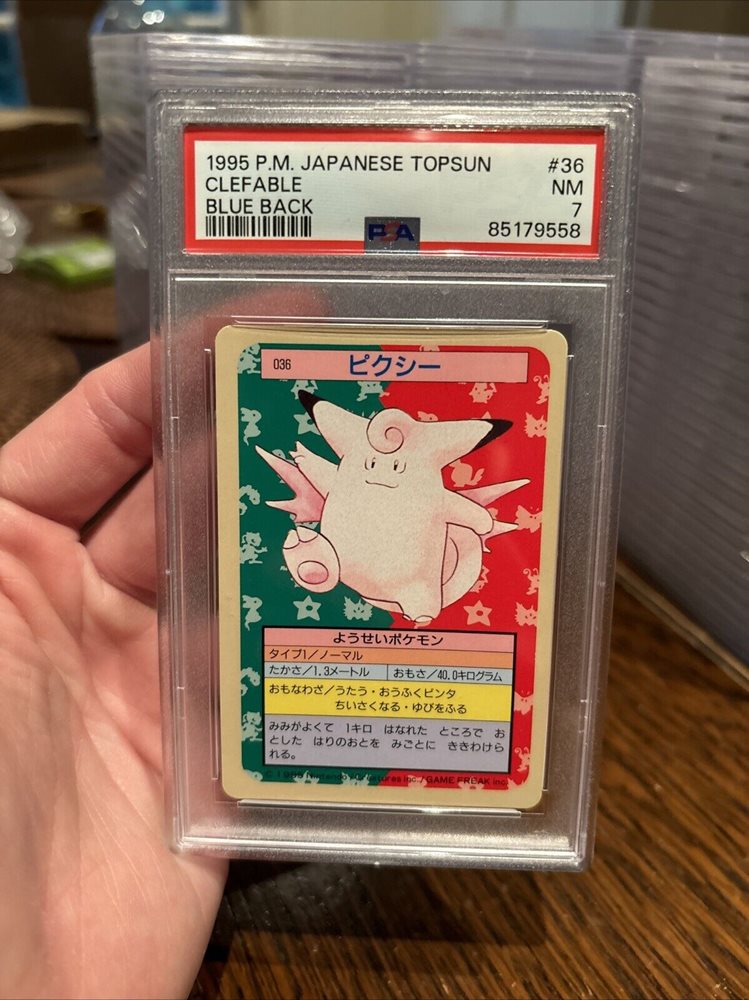 1995 P.M. JAPANESE TOPSUN #36
CLEFABLE NM
BLUE BACK 7
PSA 85179558
036 ピクシー
ようせいポケモン
タイプ1/ノーマル
たかさ/1.3メートル おもさ/40.0キログラム
おもなわざ/うたう・おうふくビンタ
ちいさくなる・ゆびをふる
みみがよくて 1キロ はなれた ところで お
とした はりのおとを みごとに ききわけら
れる。
© 1995 Nintendo/Creatures inc./GAME FREAK inc.